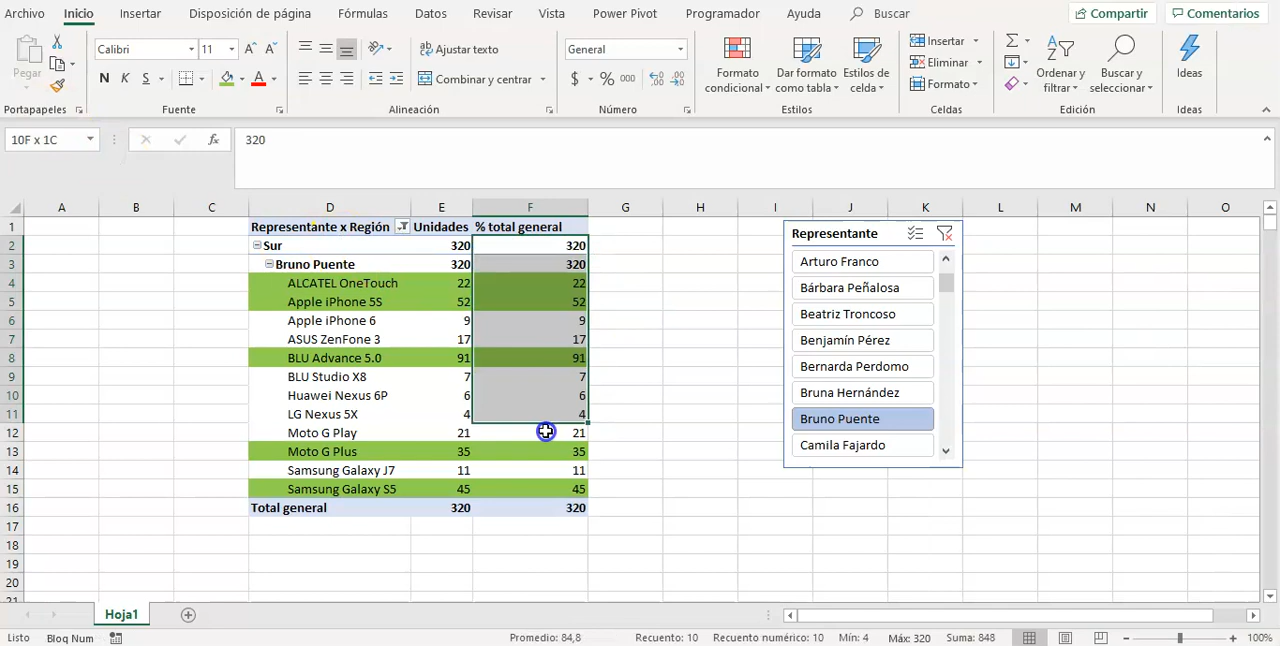 Archivo Inicio Insertar Disposición de página Fórmulas Datos Revisar Vista Power Pivot Programador Ayuda Buscar Compartir Comentarios
Pegar
Calibri 11
N K S
Ajustar texto
Combinar y centrar
General
$ % 000
Formato condicional
Dar formato como tabla
Estilos de celda
Insertar
Eliminar
Formato
Ordenar y filtrar
Buscar y seleccionar
Ideas
Portapapeles Fuente Alineación Número Estilos Celdas Edición Ideas
10F x 1C fx 320
A B C D E F G H I J K L M N O
1 Representante x Región Unidades % total general
2 Sur 320 320
3 Bruno Puente 320 320
4 ALCATEL OneTouch 22 22
5 Apple iPhone 5S 52 52
6 Apple iPhone 6 9 9
7 ASUS ZenFone 3 17 17
8 BLU Advance 5.0 91 91
9 BLU Studio X8 7 7
10 Huawei Nexus 6P 6 6
11 LG Nexus 5X 4 4
12 Moto G Play 21 21
13 Moto G Plus 35 35
14 Samsung Galaxy J7 11 11
15 Samsung Galaxy S5 45 45
16 Total general 320 320
17
18
19
20
21
Representante
Arturo Franco
Bárbara Peñalosa
Beatriz Troncoso
Benjamín Pérez
Bernarda Perdomo
Bruna Hernández
Bruno Puente
Camila Fajardo
Hoja1
Listo Bloq Num Promedio: 84,8 Recuento: 10 Recuento numérico: 10 Mín: 4 Máx: 320 Suma: 848 100%